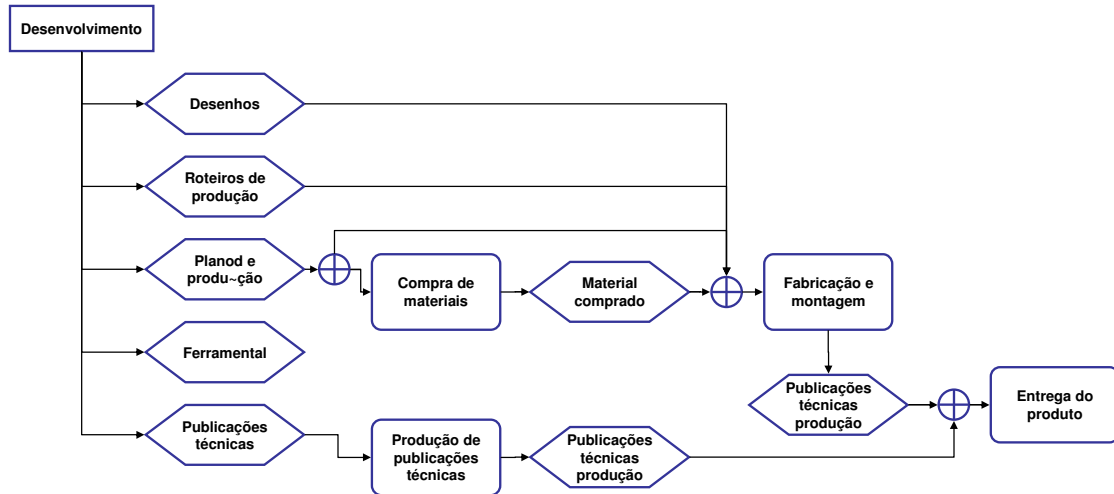 Desenvolvimento
Desenhos
Roteiros de
produção
Planod e
produ~ção
Compra de
materiais
Material
comprado
Fabricação e
montagem
Ferramental
Publicações
técnicas
produção
Entrega do
produto
Publicações
técnicas
Produção de
publicações
técnicas
Publicações
técnicas
produção